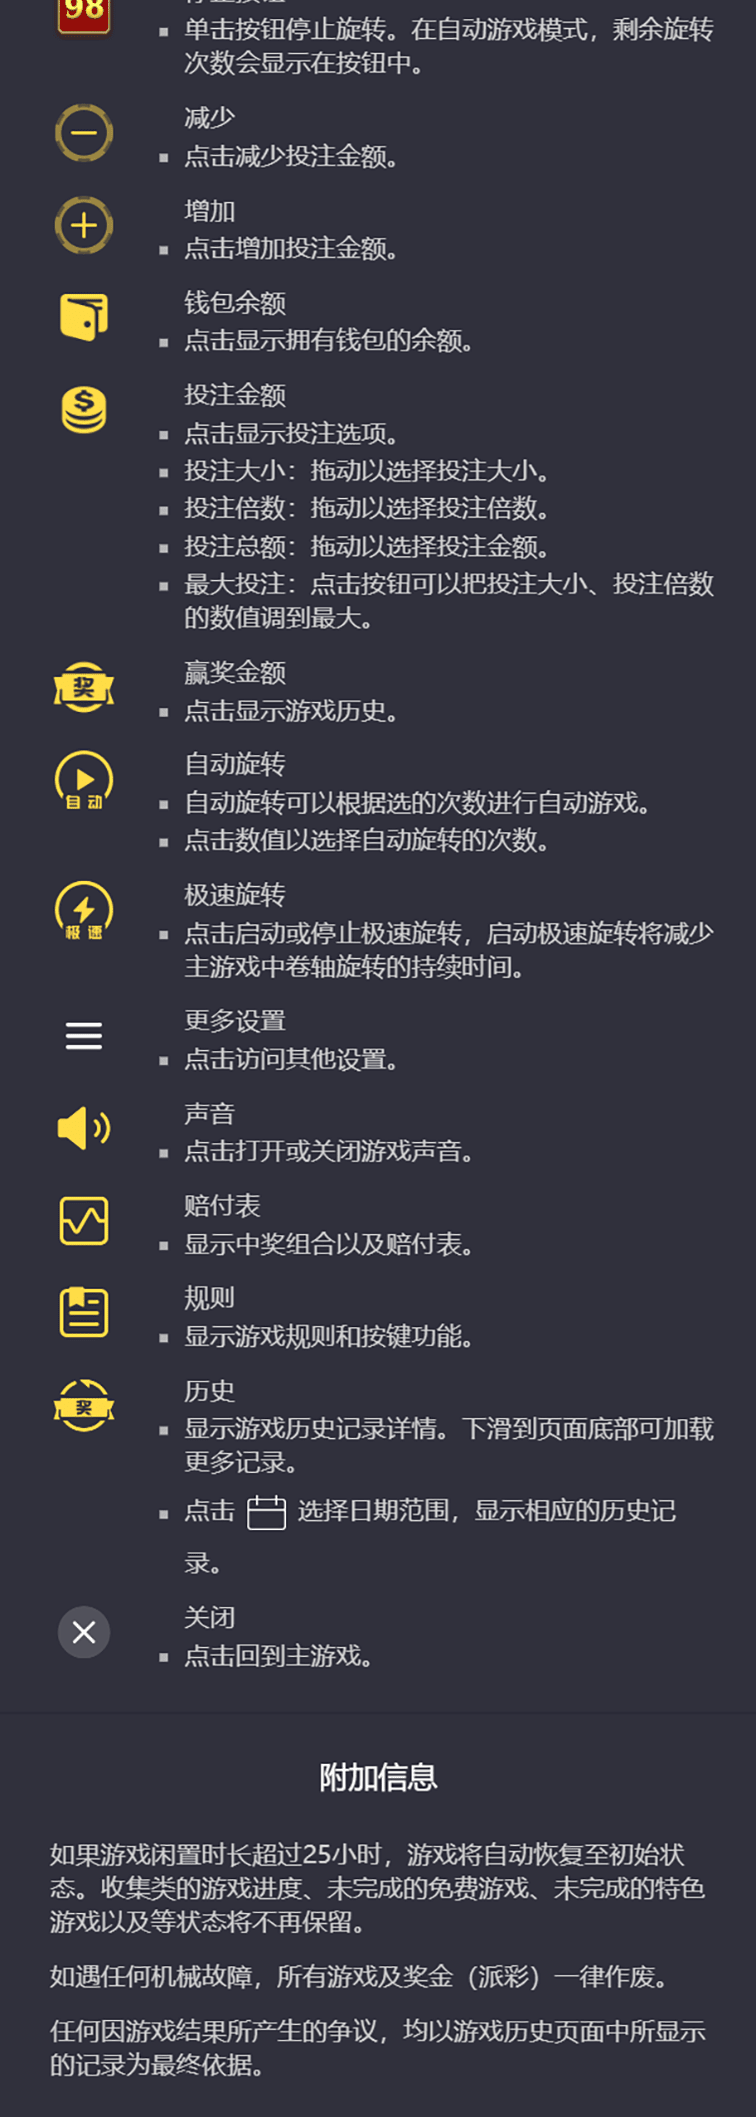 98
单击按钮停止旋转。在自动游戏模式，剩余旋转
次数会显示在按钮中。
减少
点击减少投注金额。
增加
点击增加投注金额。
钱包余额
点击显示拥有钱包的余额。
投注金额
点击显示投注选项。
投注大小：拖动以选择投注大小。
投注倍数：拖动以选择投注倍数。
投注总额：拖动以选择投注金额。
最大投注：点击按钮可以把投注大小、投注倍数
的数值调到最大。
奖
赢奖金额
点击显示游戏历史。
自动旋转
自动
自动旋转可以根据选的次数进行自动游戏。
点击数值以选择自动旋转的次数。
极速旋转
极速
点击启动或停止极速旋转，启动极速旋转将减少
主游戏中卷轴旋转的持续时间。
更多设置
点击访问其他设置。
声音
点击打开或关闭游戏声音。
赔付表
显示中奖组合以及赔付表。
规则
显示游戏规则和按键功能。
历史
奖
显示游戏历史记录详情。下滑到页面底部可加载
更多记录。
点击 选择日期范围，显示相应的历史记
录。
关闭
点击回到主游戏。
附加信息
如果游戏闲置时长超过25小时，游戏将自动恢复至初始状
态。收集类的游戏进度、未完成的免费游戏、未完成的特色
游戏以及等状态将不再保留。
如遇任何机械故障，所有游戏及奖金（派彩）一律作废。
任何因游戏结果所产生的争议，均以游戏历史页面中所显示
的记录为最终依据。